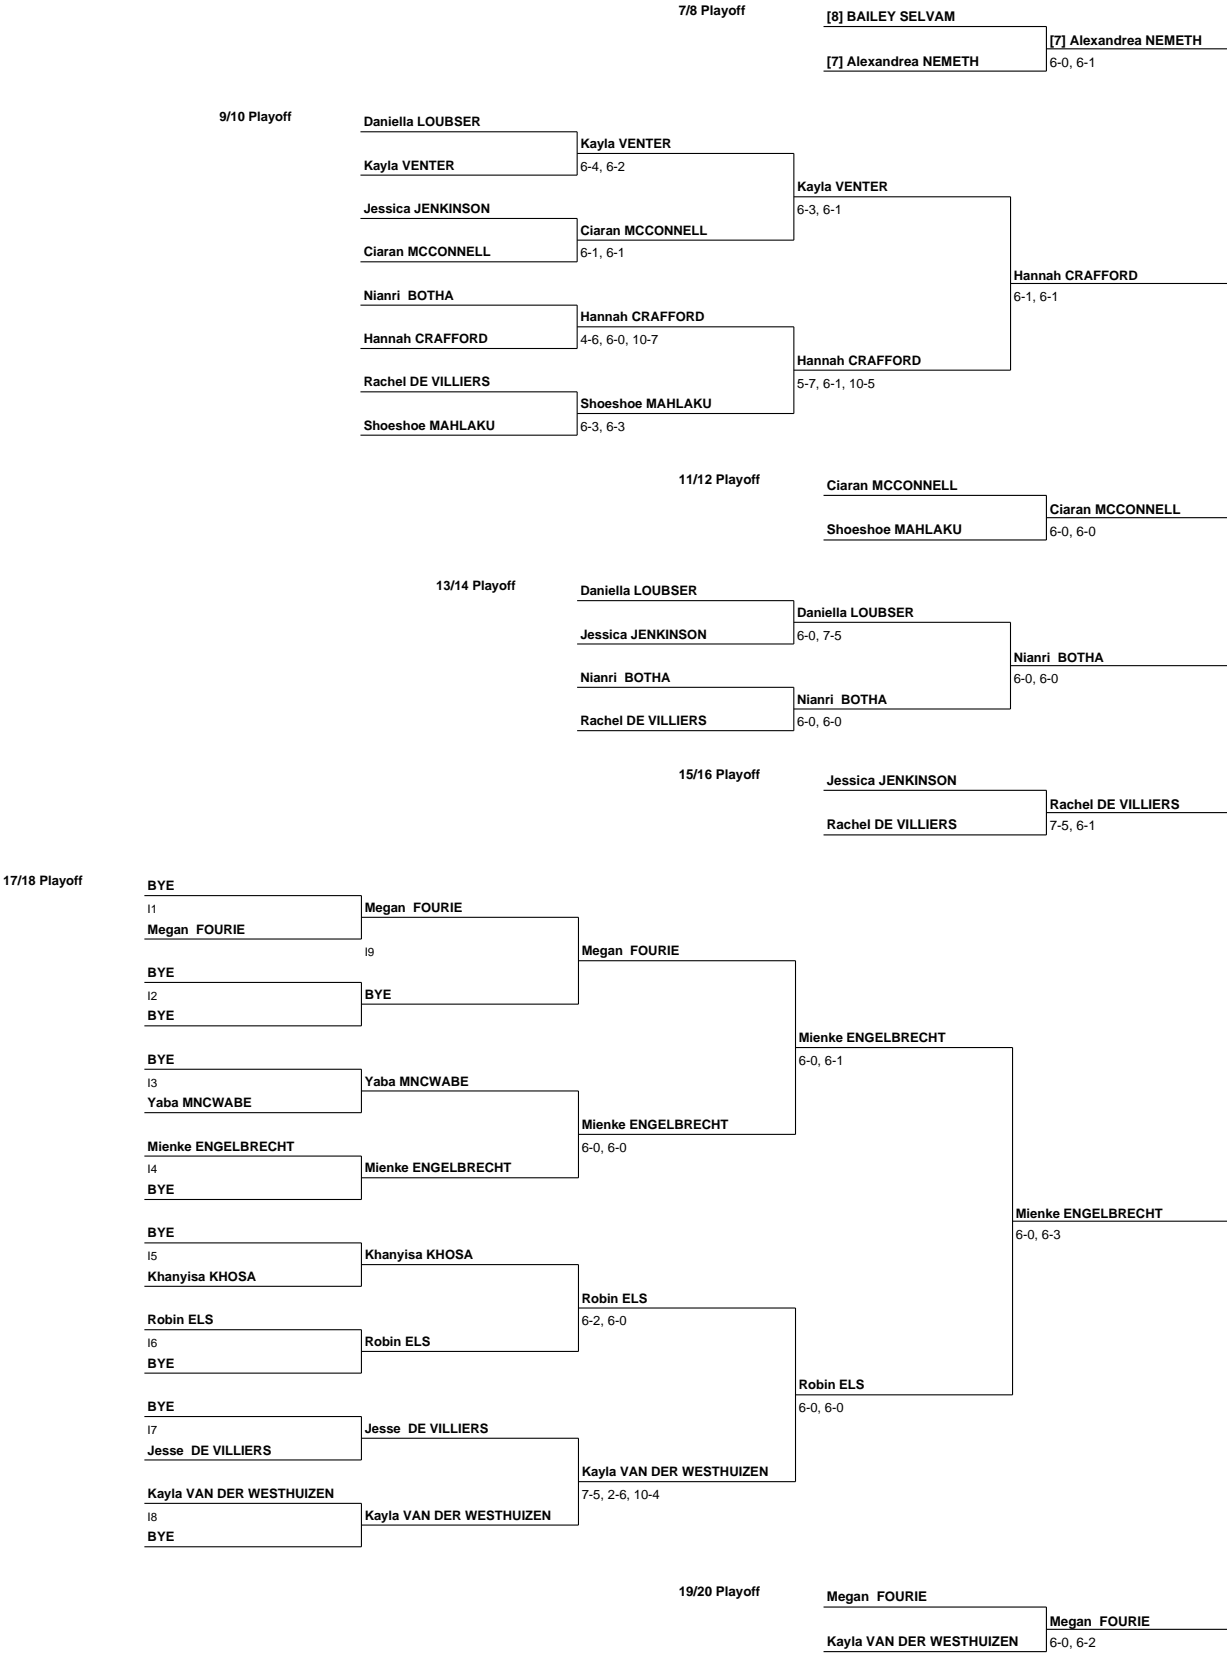 7/8 Playoff
[8] BAILEY SELVAM
[7] Alexandrea NEMETH
[7] Alexandrea NEMETH
6-0, 6-1
9/10 Playoff
Daniella LOUBSER
Kayla VENTER
Kayla VENTER
6-4, 6-2
Kayla VENTER
6-3, 6-1
Jessica JENKINSON
Ciaran MCCONNELL
Ciaran MCCONNELL
6-1, 6-1
Hannah CRAFFORD
6-1, 6-1
Nianri BOTHA
Hannah CRAFFORD
Hannah CRAFFORD
4-6, 6-0, 10-7
Hannah CRAFFORD
5-7, 6-1, 10-5
Rachel DE VILLIERS
Shoeshoe MAHLAKU
Shoeshoe MAHLAKU
6-3, 6-3
11/12 Playoff
Ciaran MCCONNELL
Ciaran MCCONNELL
Shoeshoe MAHLAKU
6-0, 6-0
13/14 Playoff
Daniella LOUBSER
Daniella LOUBSER
Jessica JENKINSON
6-0, 7-5
Nianri BOTHA
6-0, 6-0
Nianri BOTHA
Nianri BOTHA
Rachel DE VILLIERS
6-0, 6-0
15/16 Playoff
Jessica JENKINSON
Rachel DE VILLIERS
Rachel DE VILLIERS
7-5, 6-1
17/18 Playoff
BYE
I1
Megan FOURIE
Megan FOURIE
I9
Megan FOURIE
BYE
I2
BYE
BYE
Mienke ENGELBRECHT
6-0, 6-1
BYE
I3
Yaba MNCWABE
Yaba MNCWABE
Mienke ENGELBRECHT
6-0, 6-0
Mienke ENGELBRECHT
I4
Mienke ENGELBRECHT
BYE
Mienke ENGELBRECHT
6-0, 6-3
BYE
I5
Khanyisa KHOSA
Khanyisa KHOSA
Robin ELS
6-2, 6-0
Robin ELS
I6
Robin ELS
BYE
Robin ELS
6-0, 6-0
BYE
I7
Jesse DE VILLIERS
Jesse DE VILLIERS
Kayla VAN DER WESTHUIZEN
7-5, 2-6, 10-4
Kayla VAN DER WESTHUIZEN
I8
Kayla VAN DER WESTHUIZEN
BYE
19/20 Playoff
Megan FOURIE
Megan FOURIE
Kayla VAN DER WESTHUIZEN
6-0, 6-2